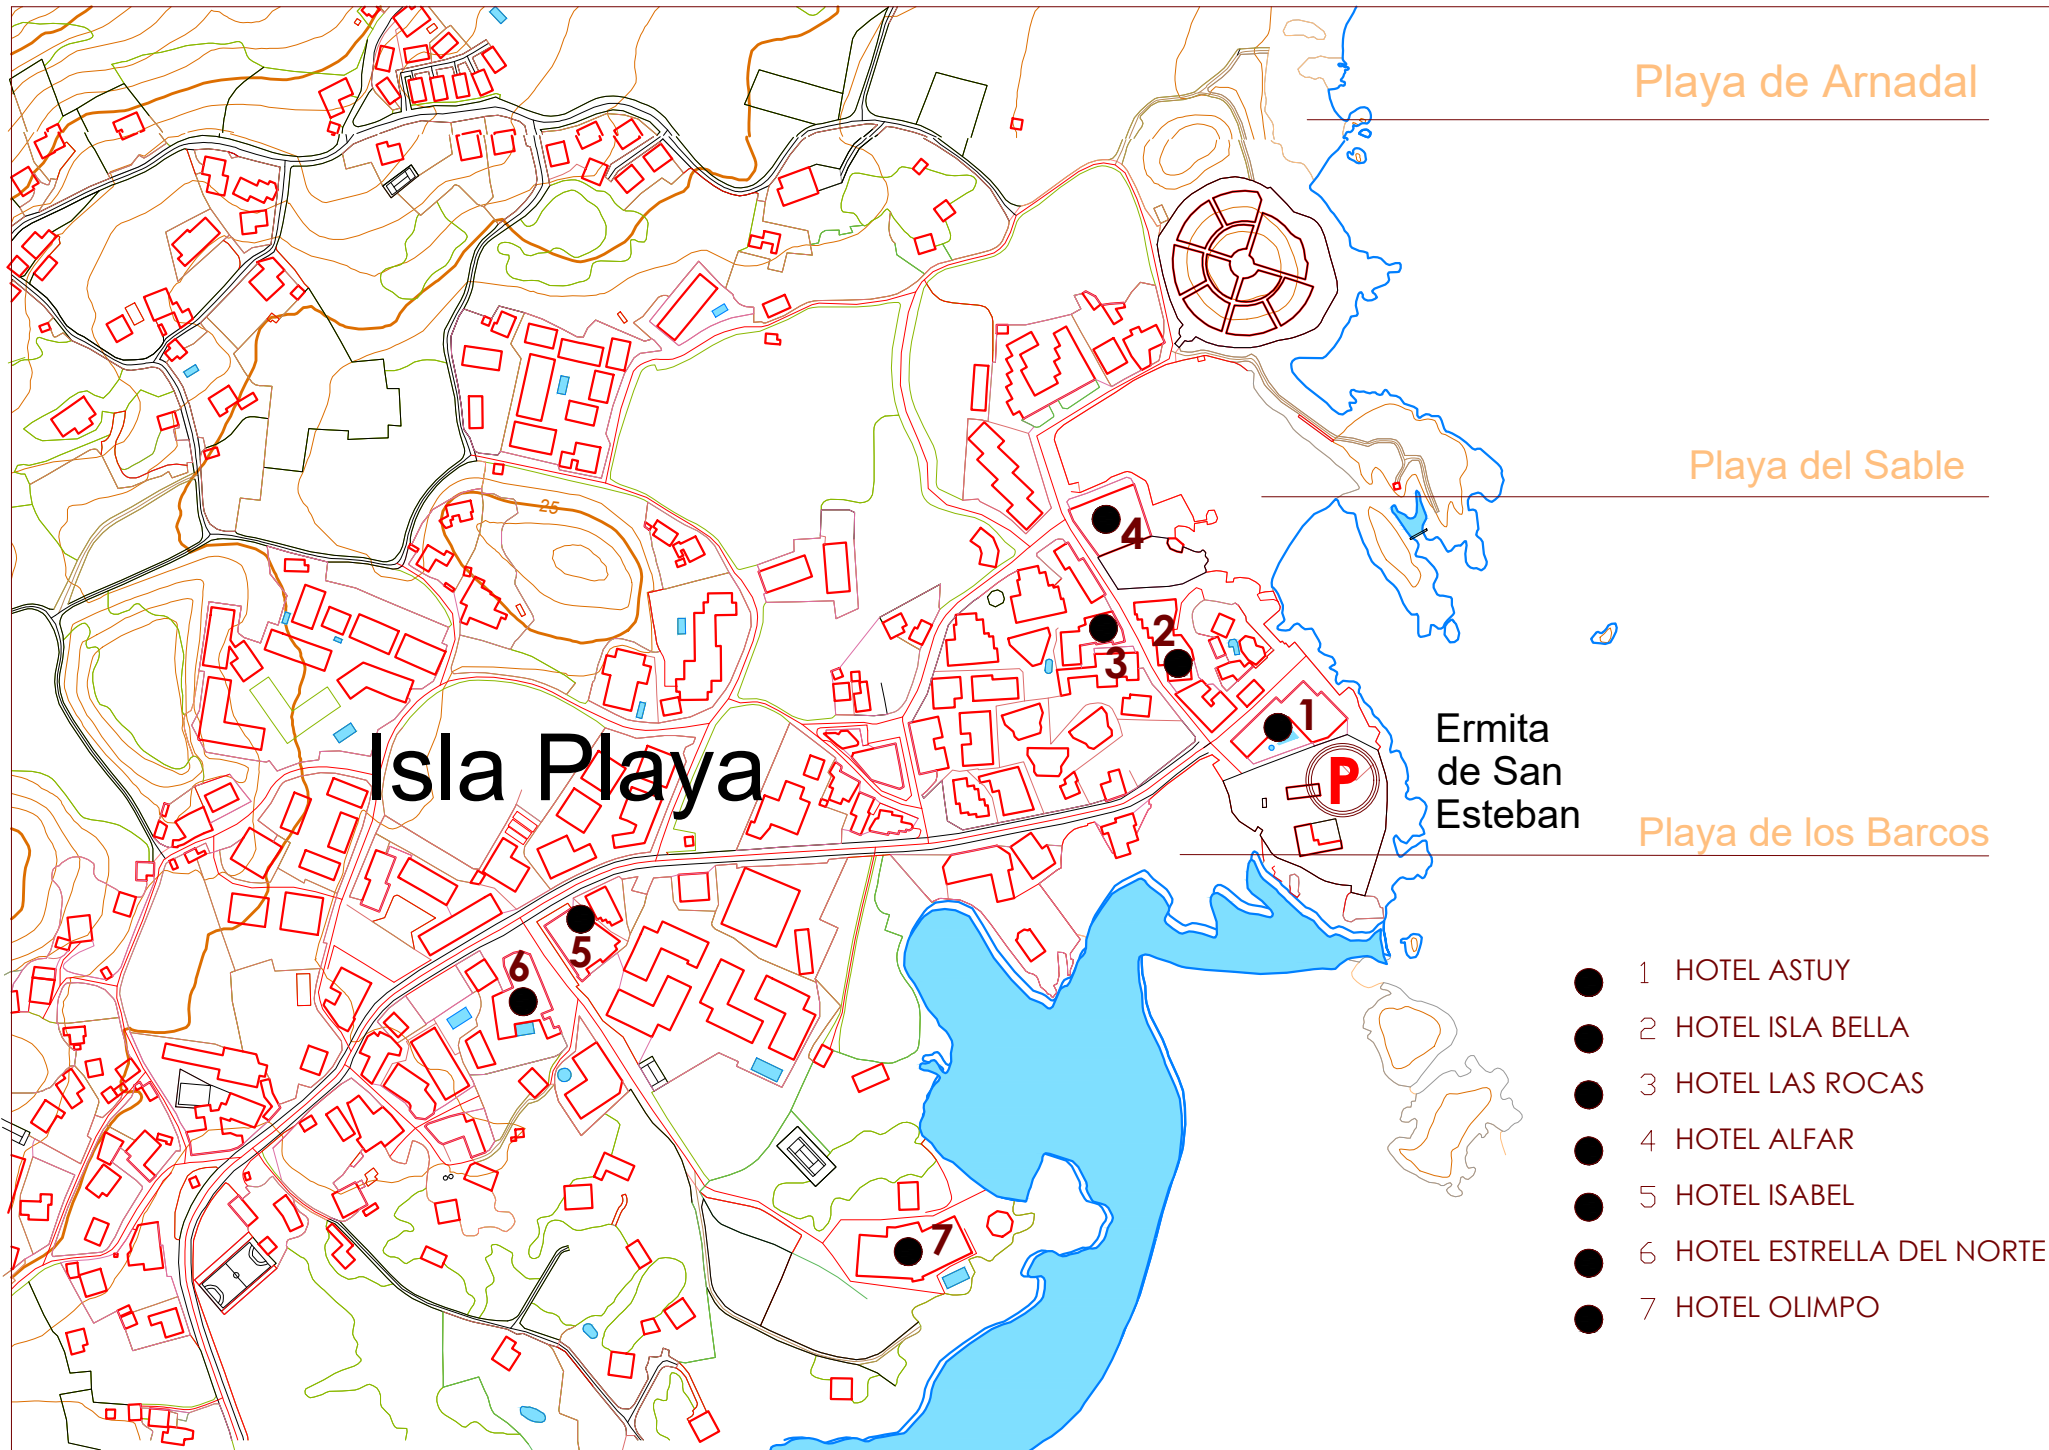 Playa de Arnadal
Playa del Sable
25
4
2
3
1
Isla Playa
Ermita
de San
Esteban
P
Playa de los Barcos
5
6
7
1 HOTEL ASTUY
2 HOTEL ISLA BELLA
3 HOTEL LAS ROCAS
4 HOTEL ALFAR
5 HOTEL ISABEL
6 HOTEL ESTRELLA DEL NORTE
7 HOTEL OLIMPO